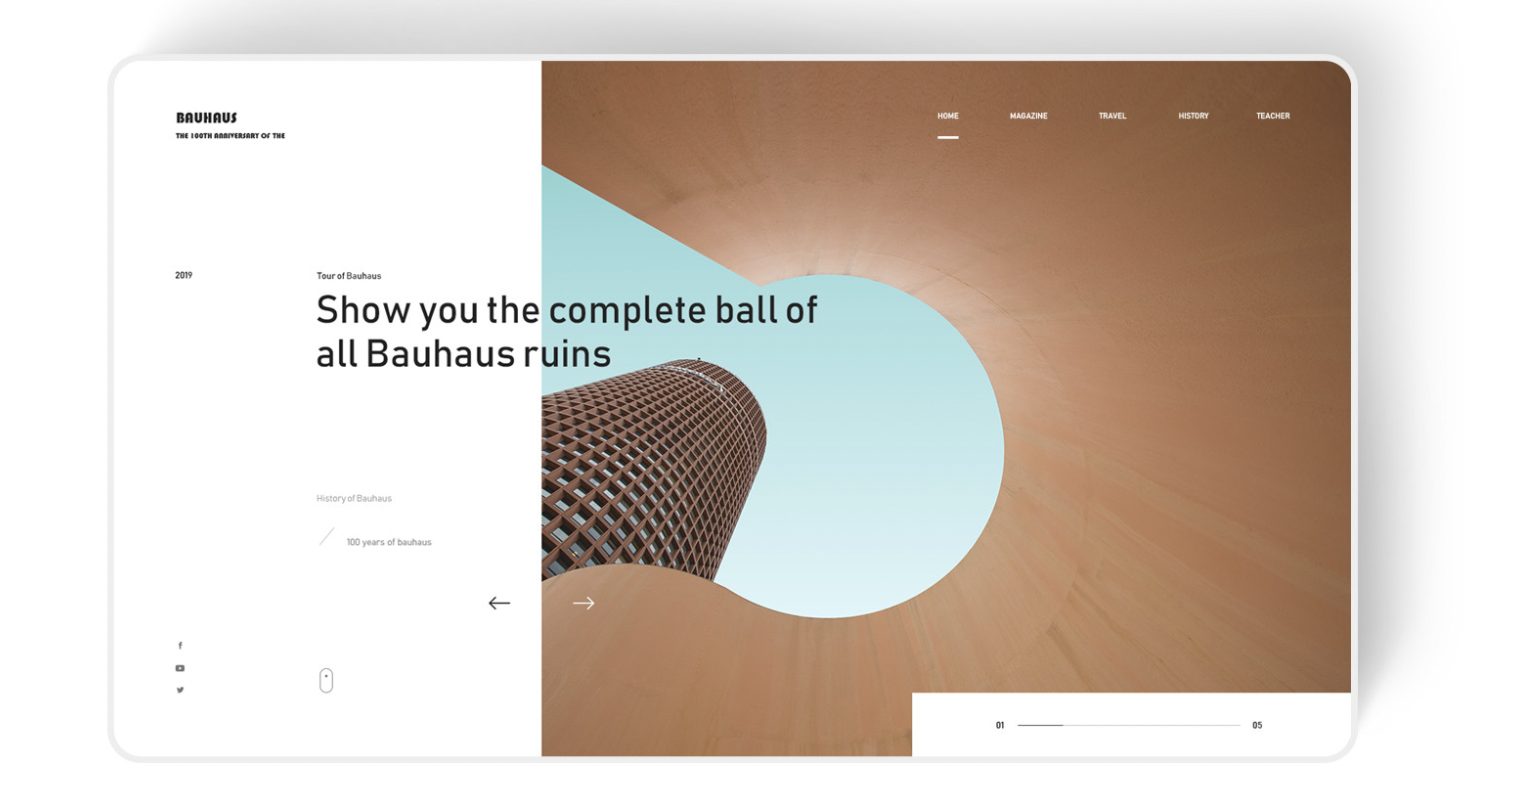 BAUHAUS
THE 100TH ANNIVERSARY OF THE
HOME MAGAZINE TRAVEL HISTORY TEACHER
2019
Tour of Bauhaus
Show you the complete ball of
all Bauhaus ruins
History of Bauhaus
100 years of bauhaus
01 05